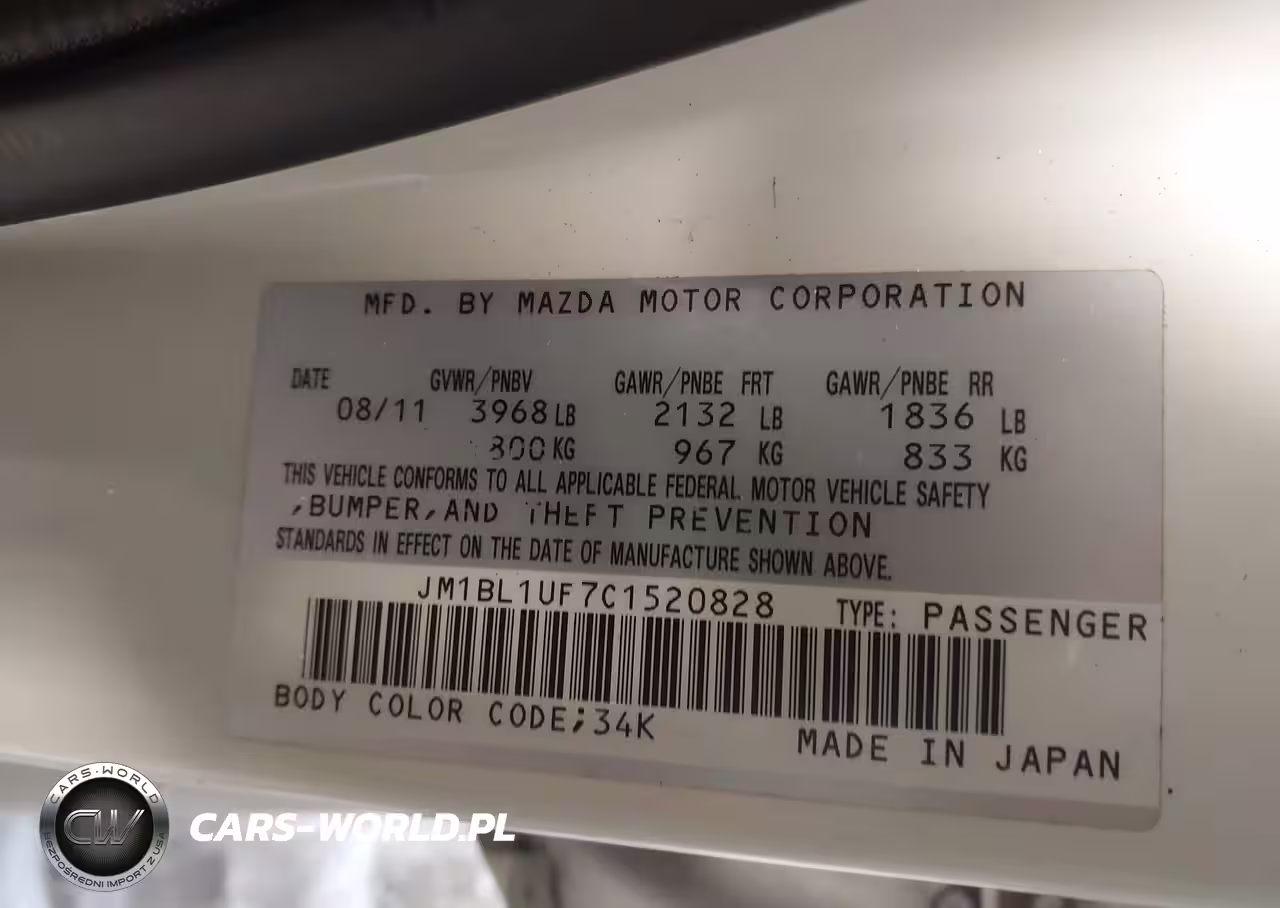 MFD. BY MAZDA MOTOR CORPORATION
DATE GVWR/PNBV GAWR/PNBE FRT GAWR/PNBE RR
08/11 3968 LB 2132 LB 1836 LB
800 KG 967 KG 833 KG
THIS VEHICLE CONFORMS TO ALL APPLICABLE FEDERAL MOTOR VEHICLE SAFETY
,BUMPER,AND THEFT PREVENTION
STANDARDS IN EFFECT ON THE DATE OF MANUFACTURE SHOWN ABOVE.
JM1BL1UF7C1520828 TYPE: PASSENGER
BODY COLOR CODE;34K
MADE IN JAPAN
CARS-WORLD
CW
BEZPOŚREDNI IMPORT Z USA
CARS-WORLD.PL